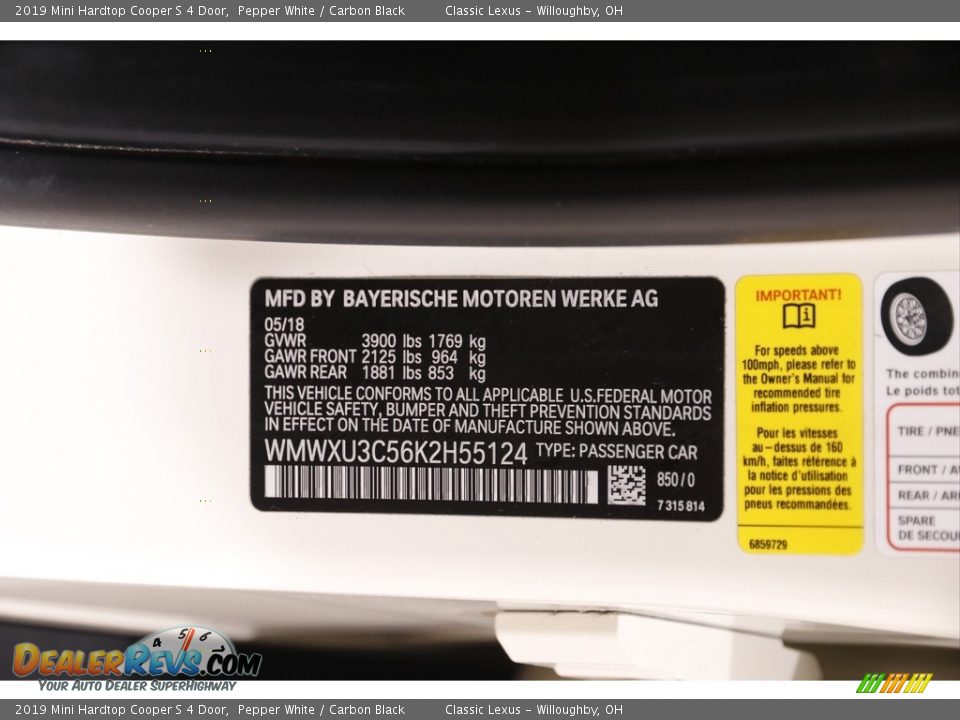 2019 Mini Hardtop Cooper S 4 Door, Pepper White / Carbon Black Classic Lexus - Willoughby, OH
MFD BY BAYERISCHE MOTOREN WERKE AG
05/18
GVWR 3900 lbs 1769 kg
GAWR FRONT 2125 lbs 964 kg
GAWR REAR 1881 lbs 853 kg
THIS VEHICLE CONFORMS TO ALL APPLICABLE U.S.FEDERAL MOTOR
VEHICLE SAFETY, BUMPER AND THEFT PREVENTION STANDARDS
IN EFFECT ON THE DATE OF MANUFACTURE SHOWN ABOVE.
WMWXU3C56K2H55124 TYPE: PASSENGER CAR
850/0
7315814
IMPORTANT!
For speeds above
100mph, please refer to
the Owner's Manual for
recommended tire
inflation pressures.
Pour les vitesses
au-dessus de 160
km/h, faites référence à
la notice d'utilisation
pour les pressions des
pneus recommandées.
6859729
The combin
Le poids tot
TIRE / PNE
FRONT / A
REAR / ARR
SPARE
DE SECOU
4 5 6
DEALERREVS.COM
YOUR AUTO DEALER SUPERHIGHWAY
2019 Mini Hardtop Cooper S 4 Door, Pepper White / Carbon Black Classic Lexus - Willoughby, OH